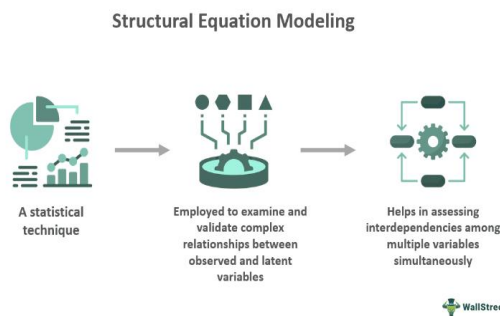 Structural Equation Modeling
A statistical
technique
Employed to examine and
validate complex
relationships between
observed and latent
variables
Helps in assessing
interdependencies among
multiple variables
simultaneously